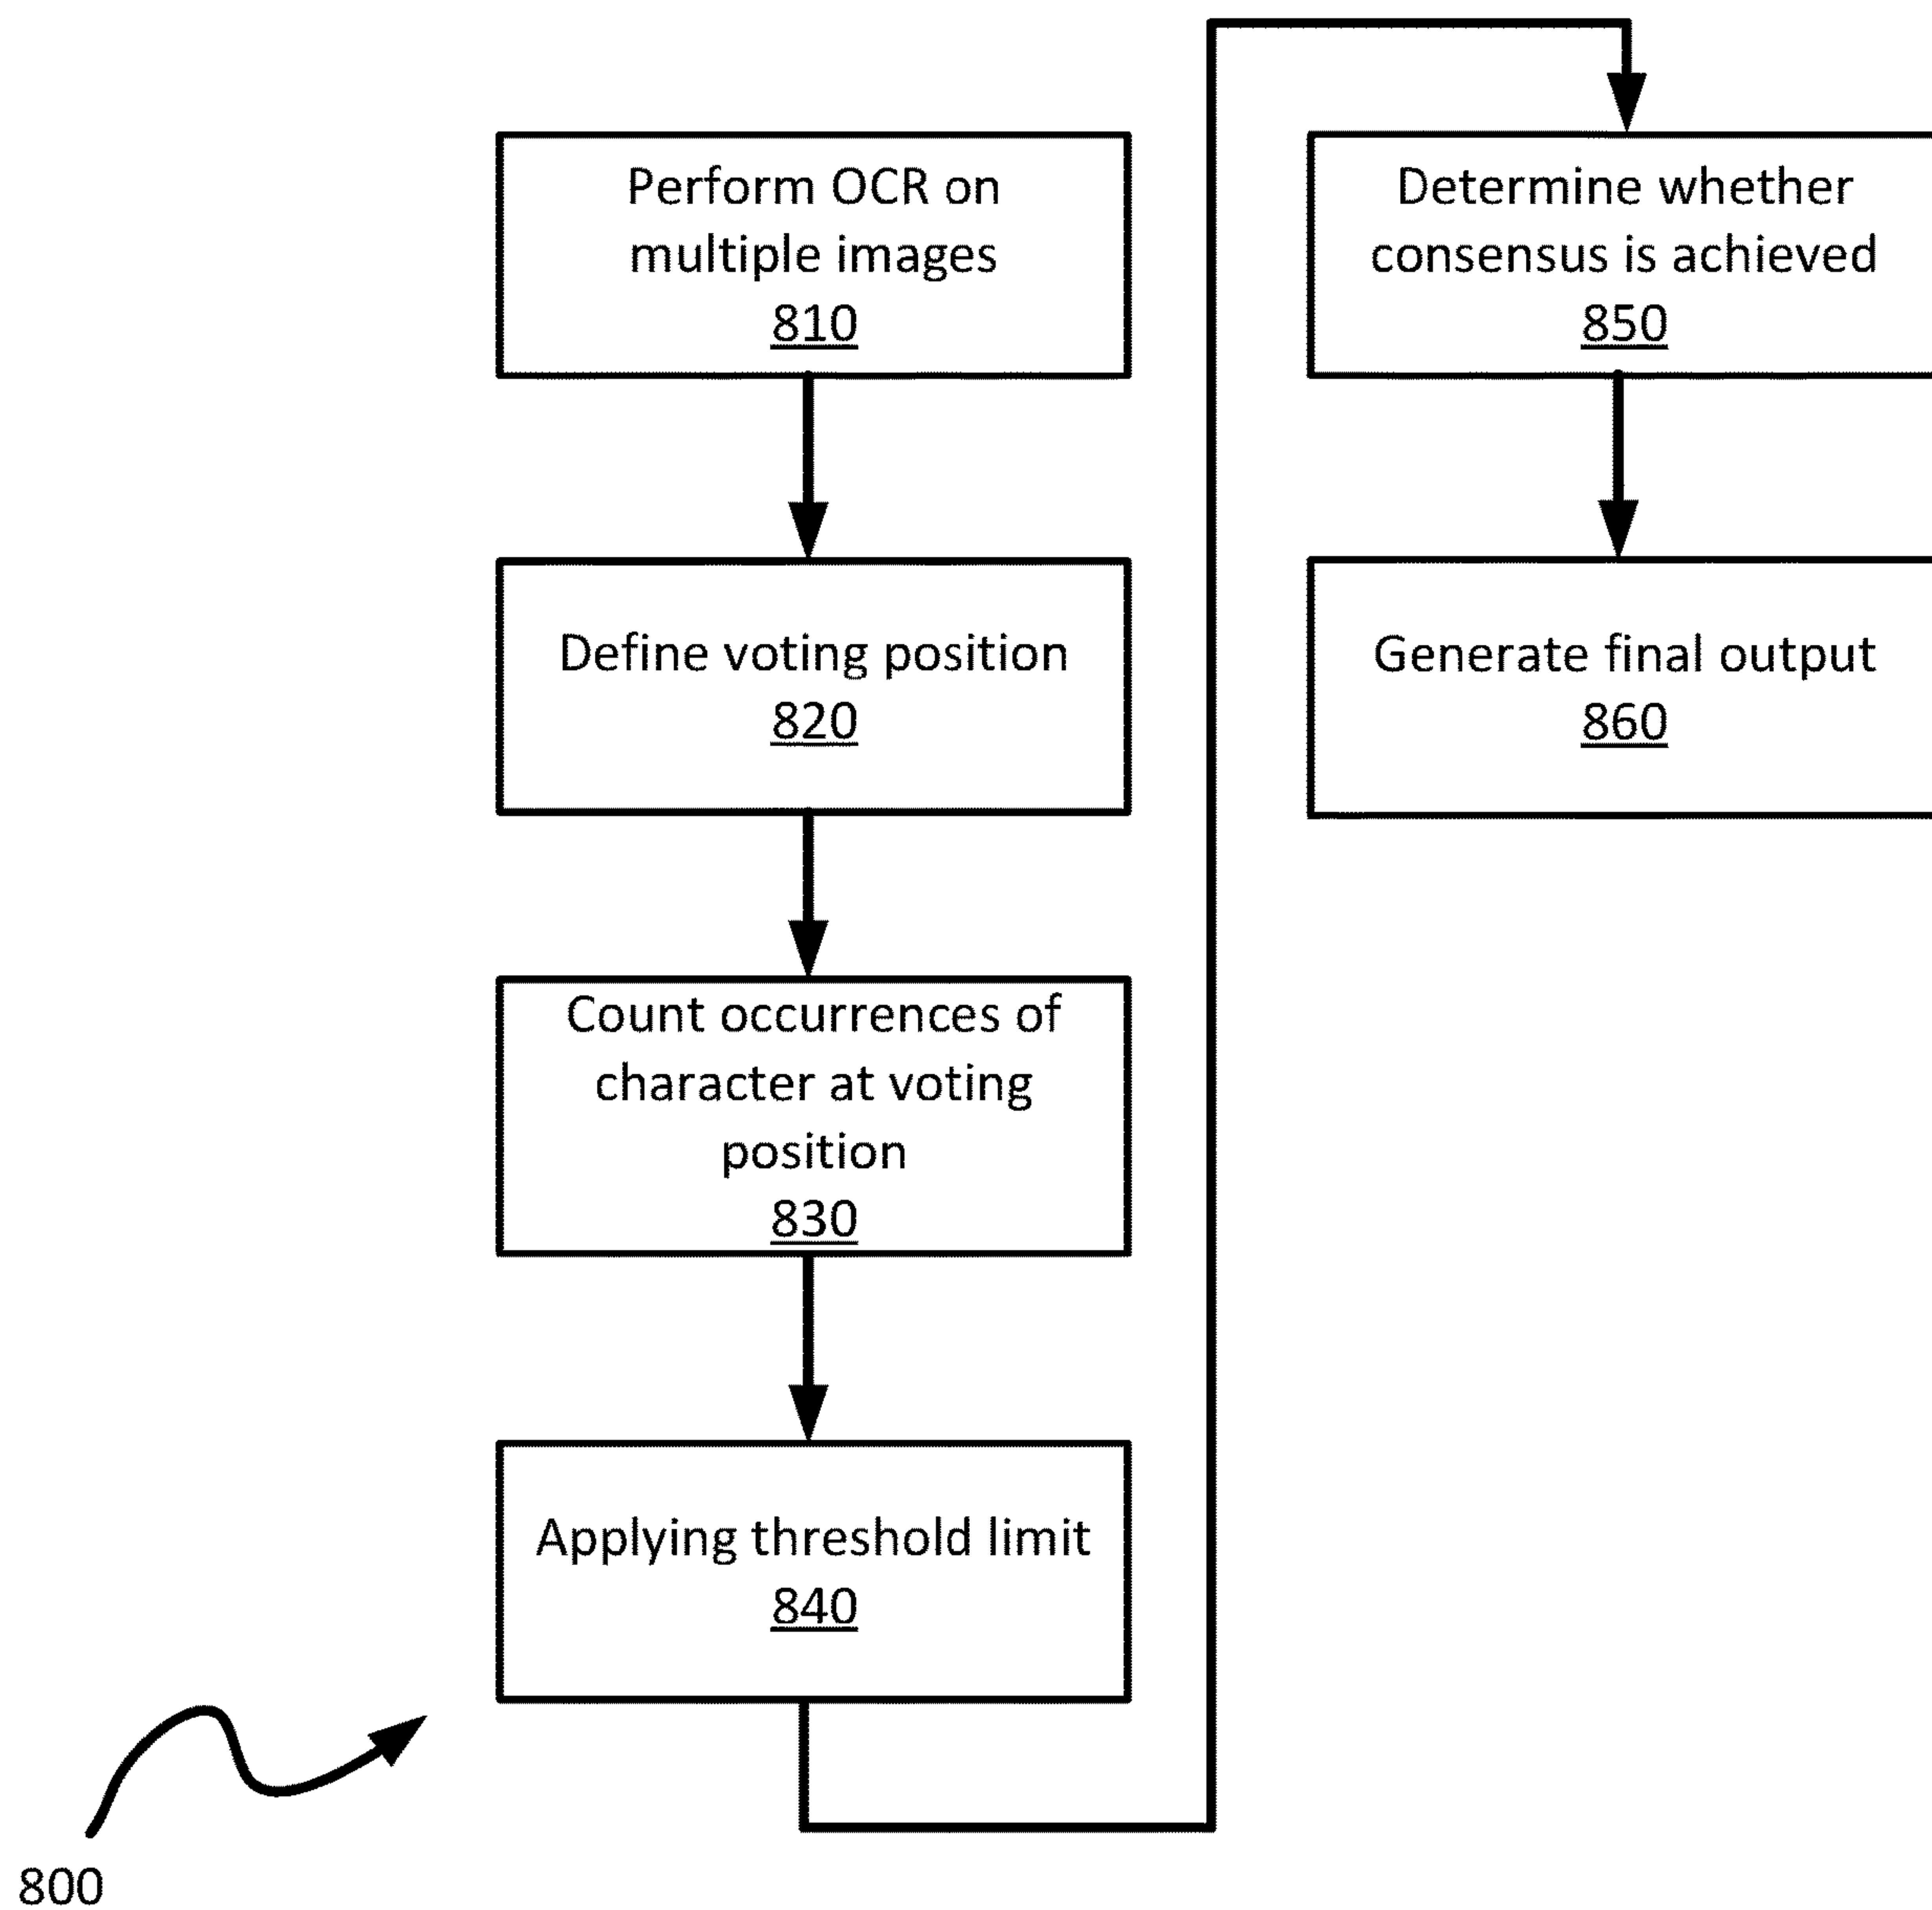 Perform OCR on
multiple images
810
Define voting position
820
Count occurrences of
character at voting
position
830
Applying threshold limit
840
Determine whether
consensus is achieved
850
Generate final output
860
800